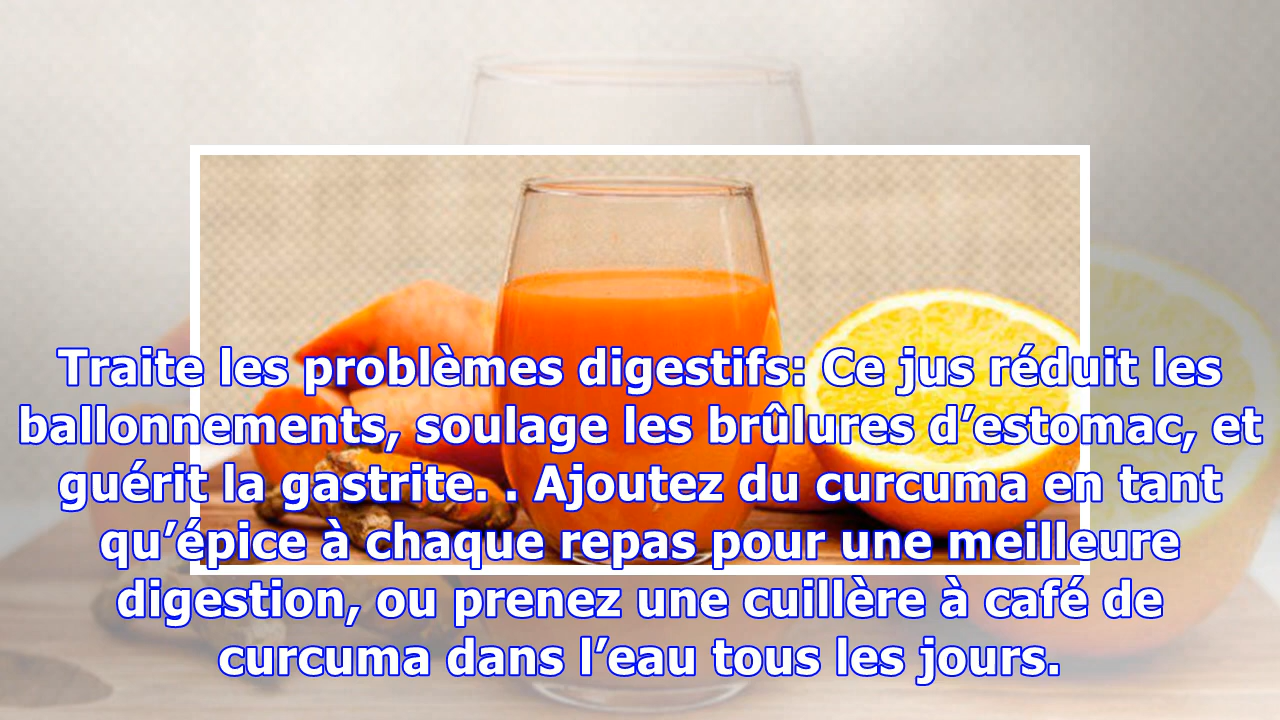 Traite les problèmes digestifs: Ce jus réduit les
ballonnements, soulage les brûlures d’estomac, et
guérit la gastrite. . Ajoutez du curcuma en tant
qu’épice à chaque repas pour une meilleure
digestion, ou prenez une cuillère à café de
curcuma dans l’eau tous les jours.